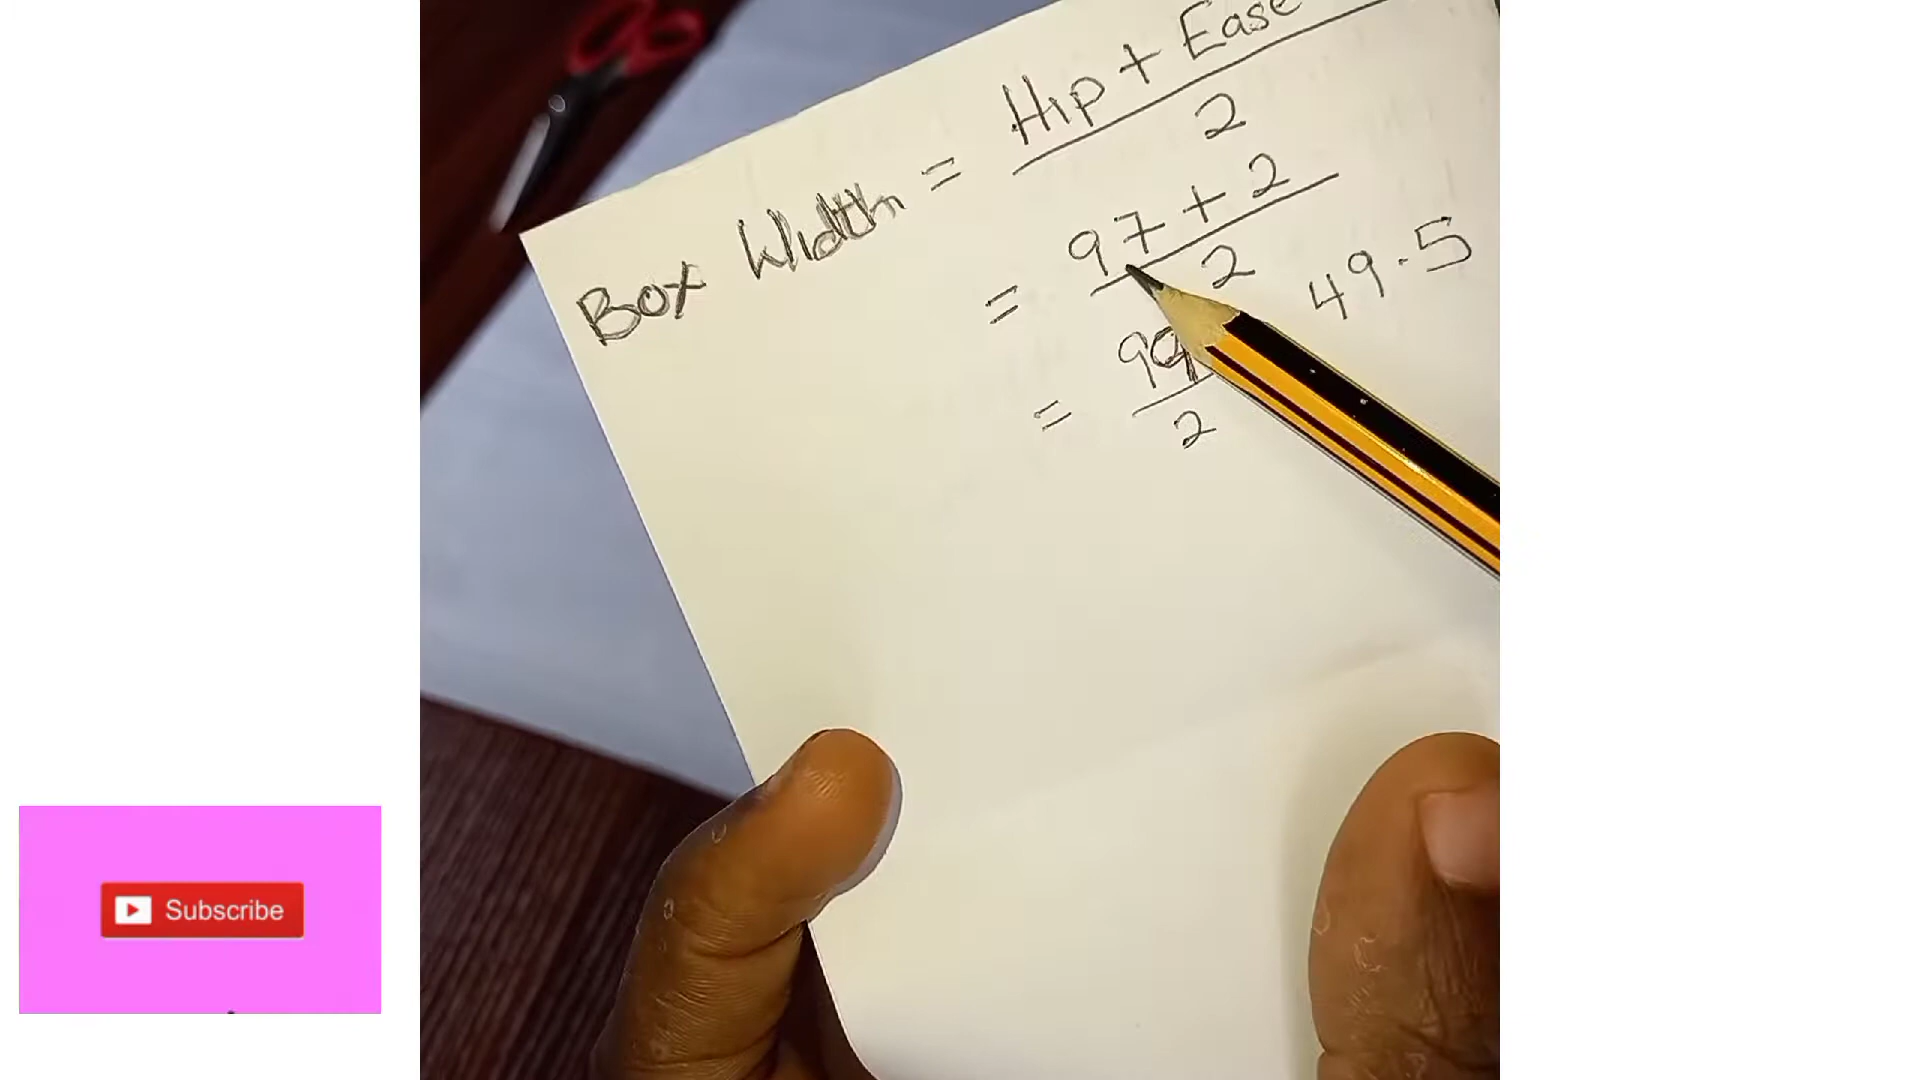 Box Width = Hip + Ease
2
= 97 + 2
2
49.5
= 99
2
Subscribe